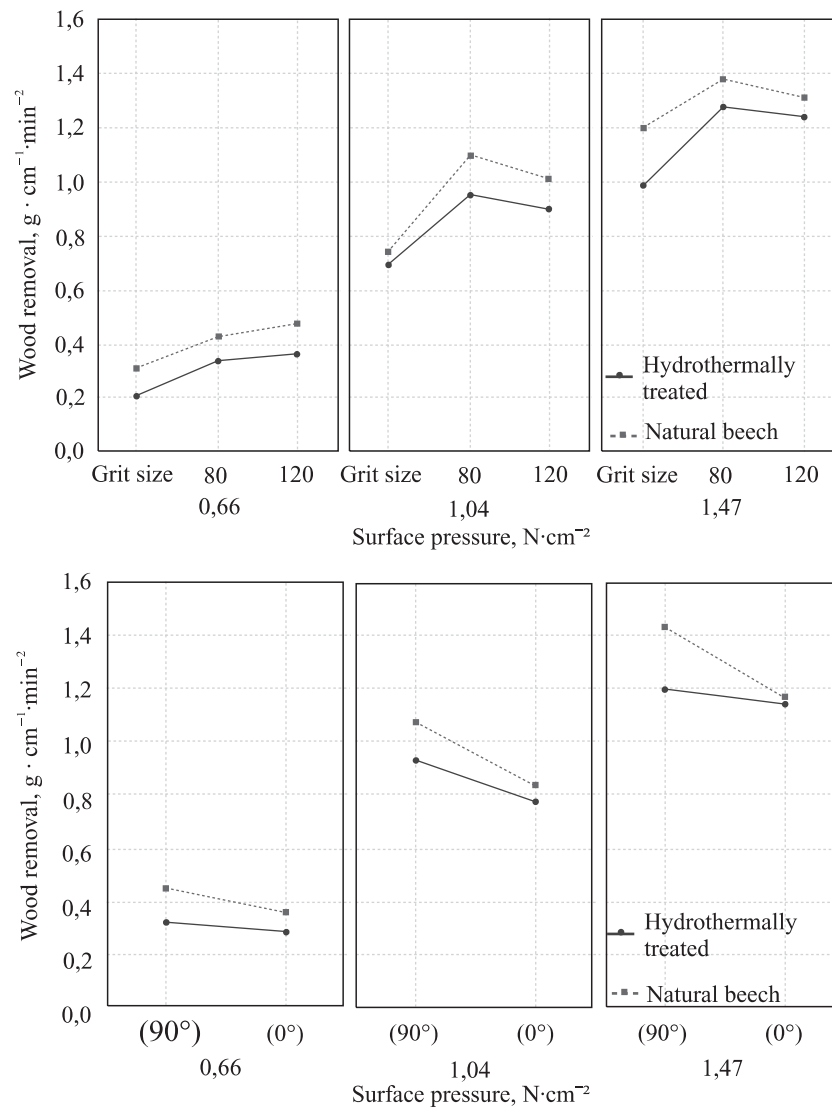 1,6
1,4
1,2
1,0
0,8
0,6
0,4
0,2
0,0
Wood removal, g · cm⁻¹·min⁻²
Hydrothermally
treated
Natural beech
Grit size 80 120 Grit size 80 120 Grit size 80 120
0,66 1,04 1,47
Surface pressure, N·cm⁻²
1,6
1,4
1,2
1,0
0,8
0,6
0,4
0,2
0,0
Wood removal, g · cm⁻¹·min⁻²
Hydrothermally
treated
Natural beech
(90°) (0°) (90°) (0°) (90°) (0°)
0,66 1,04 1,47
Surface pressure, N·cm⁻²